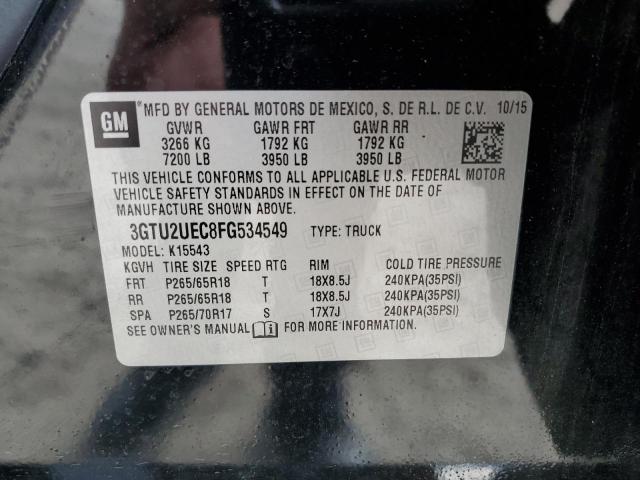 GM ® MFD BY GENERAL MOTORS DE MEXICO, S. DE R.L. DE C.V. 10/15
GVWR GAWR FRT GAWR RR
3266 KG 1792 KG 1792 KG
7200 LB 3950 LB 3950 LB
THIS VEHICLE CONFORMS TO ALL APPLICABLE U.S. FEDERAL MOTOR
VEHICLE SAFETY STANDARDS IN EFFECT ON THE DATE OF
MANUFACTURE SHOWN ABOVE.
3GTU2UEC8FG534549 TYPE: TRUCK
MODEL: K15543
KGVH TIRE SIZE SPEED RTG RIM COLD TIRE PRESSURE
FRT P265/65R18 T 18X8.5J 240KPA(35PSI)
RR P265/65R18 T 18X8.5J 240KPA(35PSI)
SPA P265/70R17 S 17X7J 240KPA(35PSI)
SEE OWNER'S MANUAL FOR MORE INFORMATION.